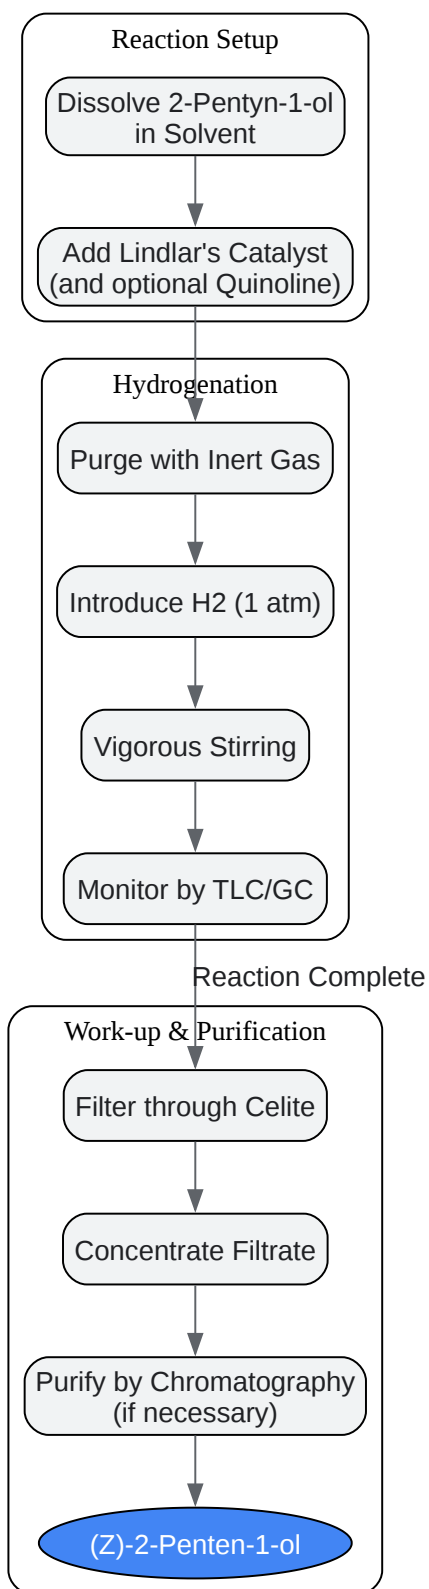 Reaction Setup
Dissolve 2-Pentyn-1-ol
in Solvent
Add Lindlar's Catalyst
(and optional Quinoline)
Hydrogenation
Purge with Inert Gas
Introduce H2 (1 atm)
Vigorous Stirring
Monitor by TLC/GC
Reaction Complete
Work-up & Purification
Filter through Celite
Concentrate Filtrate
Purify by Chromatography
(if necessary)
(Z)-2-Penten-1-ol